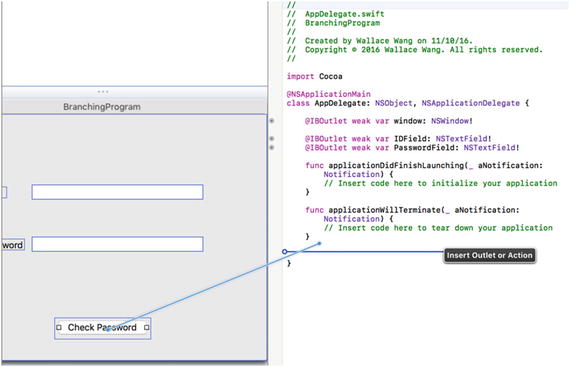 BranchingProgram
word
Check Password
//
// AppDelegate.swift
// BranchingProgram
//
// Created by Wallace Wang on 11/10/16.
// Copyright © 2016 Wallace Wang. All rights reserved.
//
import Cocoa
@NSApplicationMain
class AppDelegate: NSObject, NSApplicationDelegate {
@IBOutlet weak var window: NSWindow!
@IBOutlet weak var IDField: NSTextField!
@IBOutlet weak var PasswordField: NSTextField!
func applicationDidFinishLaunching(_ aNotification:
Notification) {
// Insert code here to initialize your application
}
func applicationWillTerminate(_ aNotification:
Notification) {
// Insert code here to tear down your application
}
Insert Outlet or Action
}